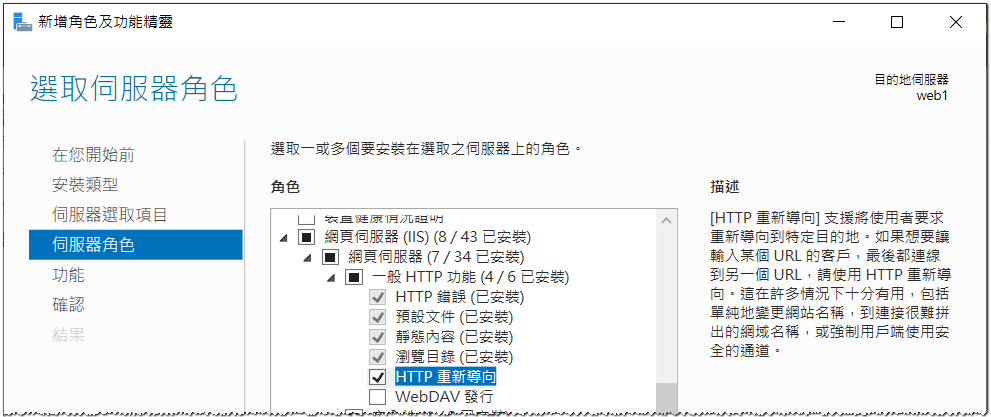 新增角色及功能精靈
選取伺服器角色
目的地伺服器
web1
在您開始前
安裝類型
伺服器選取項目
伺服器角色
功能
確認
結果
選取一或多個要安裝在選取之伺服器上的角色。
角色
裝置健康情況證明
網頁伺服器 (IIS) (8 / 43 已安裝)
網頁伺服器 (7 / 34 已安裝)
一般 HTTP 功能 (4 / 6 已安裝)
HTTP 錯誤 (已安裝)
預設文件 (已安裝)
靜態內容 (已安裝)
瀏覽目錄 (已安裝)
HTTP 重新導向
WebDAV 發行
描述
[HTTP 重新導向] 支援將使用者要求
重新導向到特定目的地。如果想要讓
輸入某個 URL 的客戶，最後都連線
到另一個 URL，請使用 HTTP 重新導
向。這在許多情況下十分有用，包括
單純地變更網站名稱，到連接很難拼
出的網域名稱，或強制用戶端使用安
全的通道。